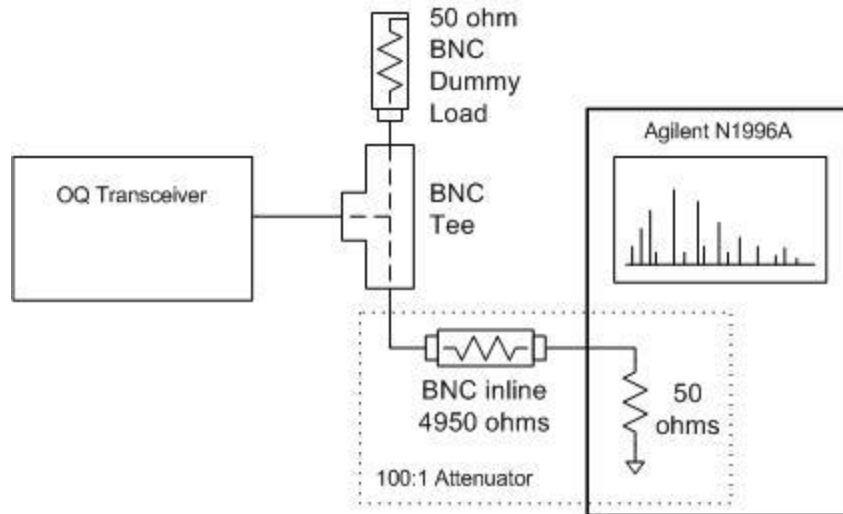 50 ohm
BNC
Dummy
Load
Agilent N1996A
OQ Transceiver
BNC
Tee
BNC inline
4950 ohms
50
ohms
100:1 Attenuator